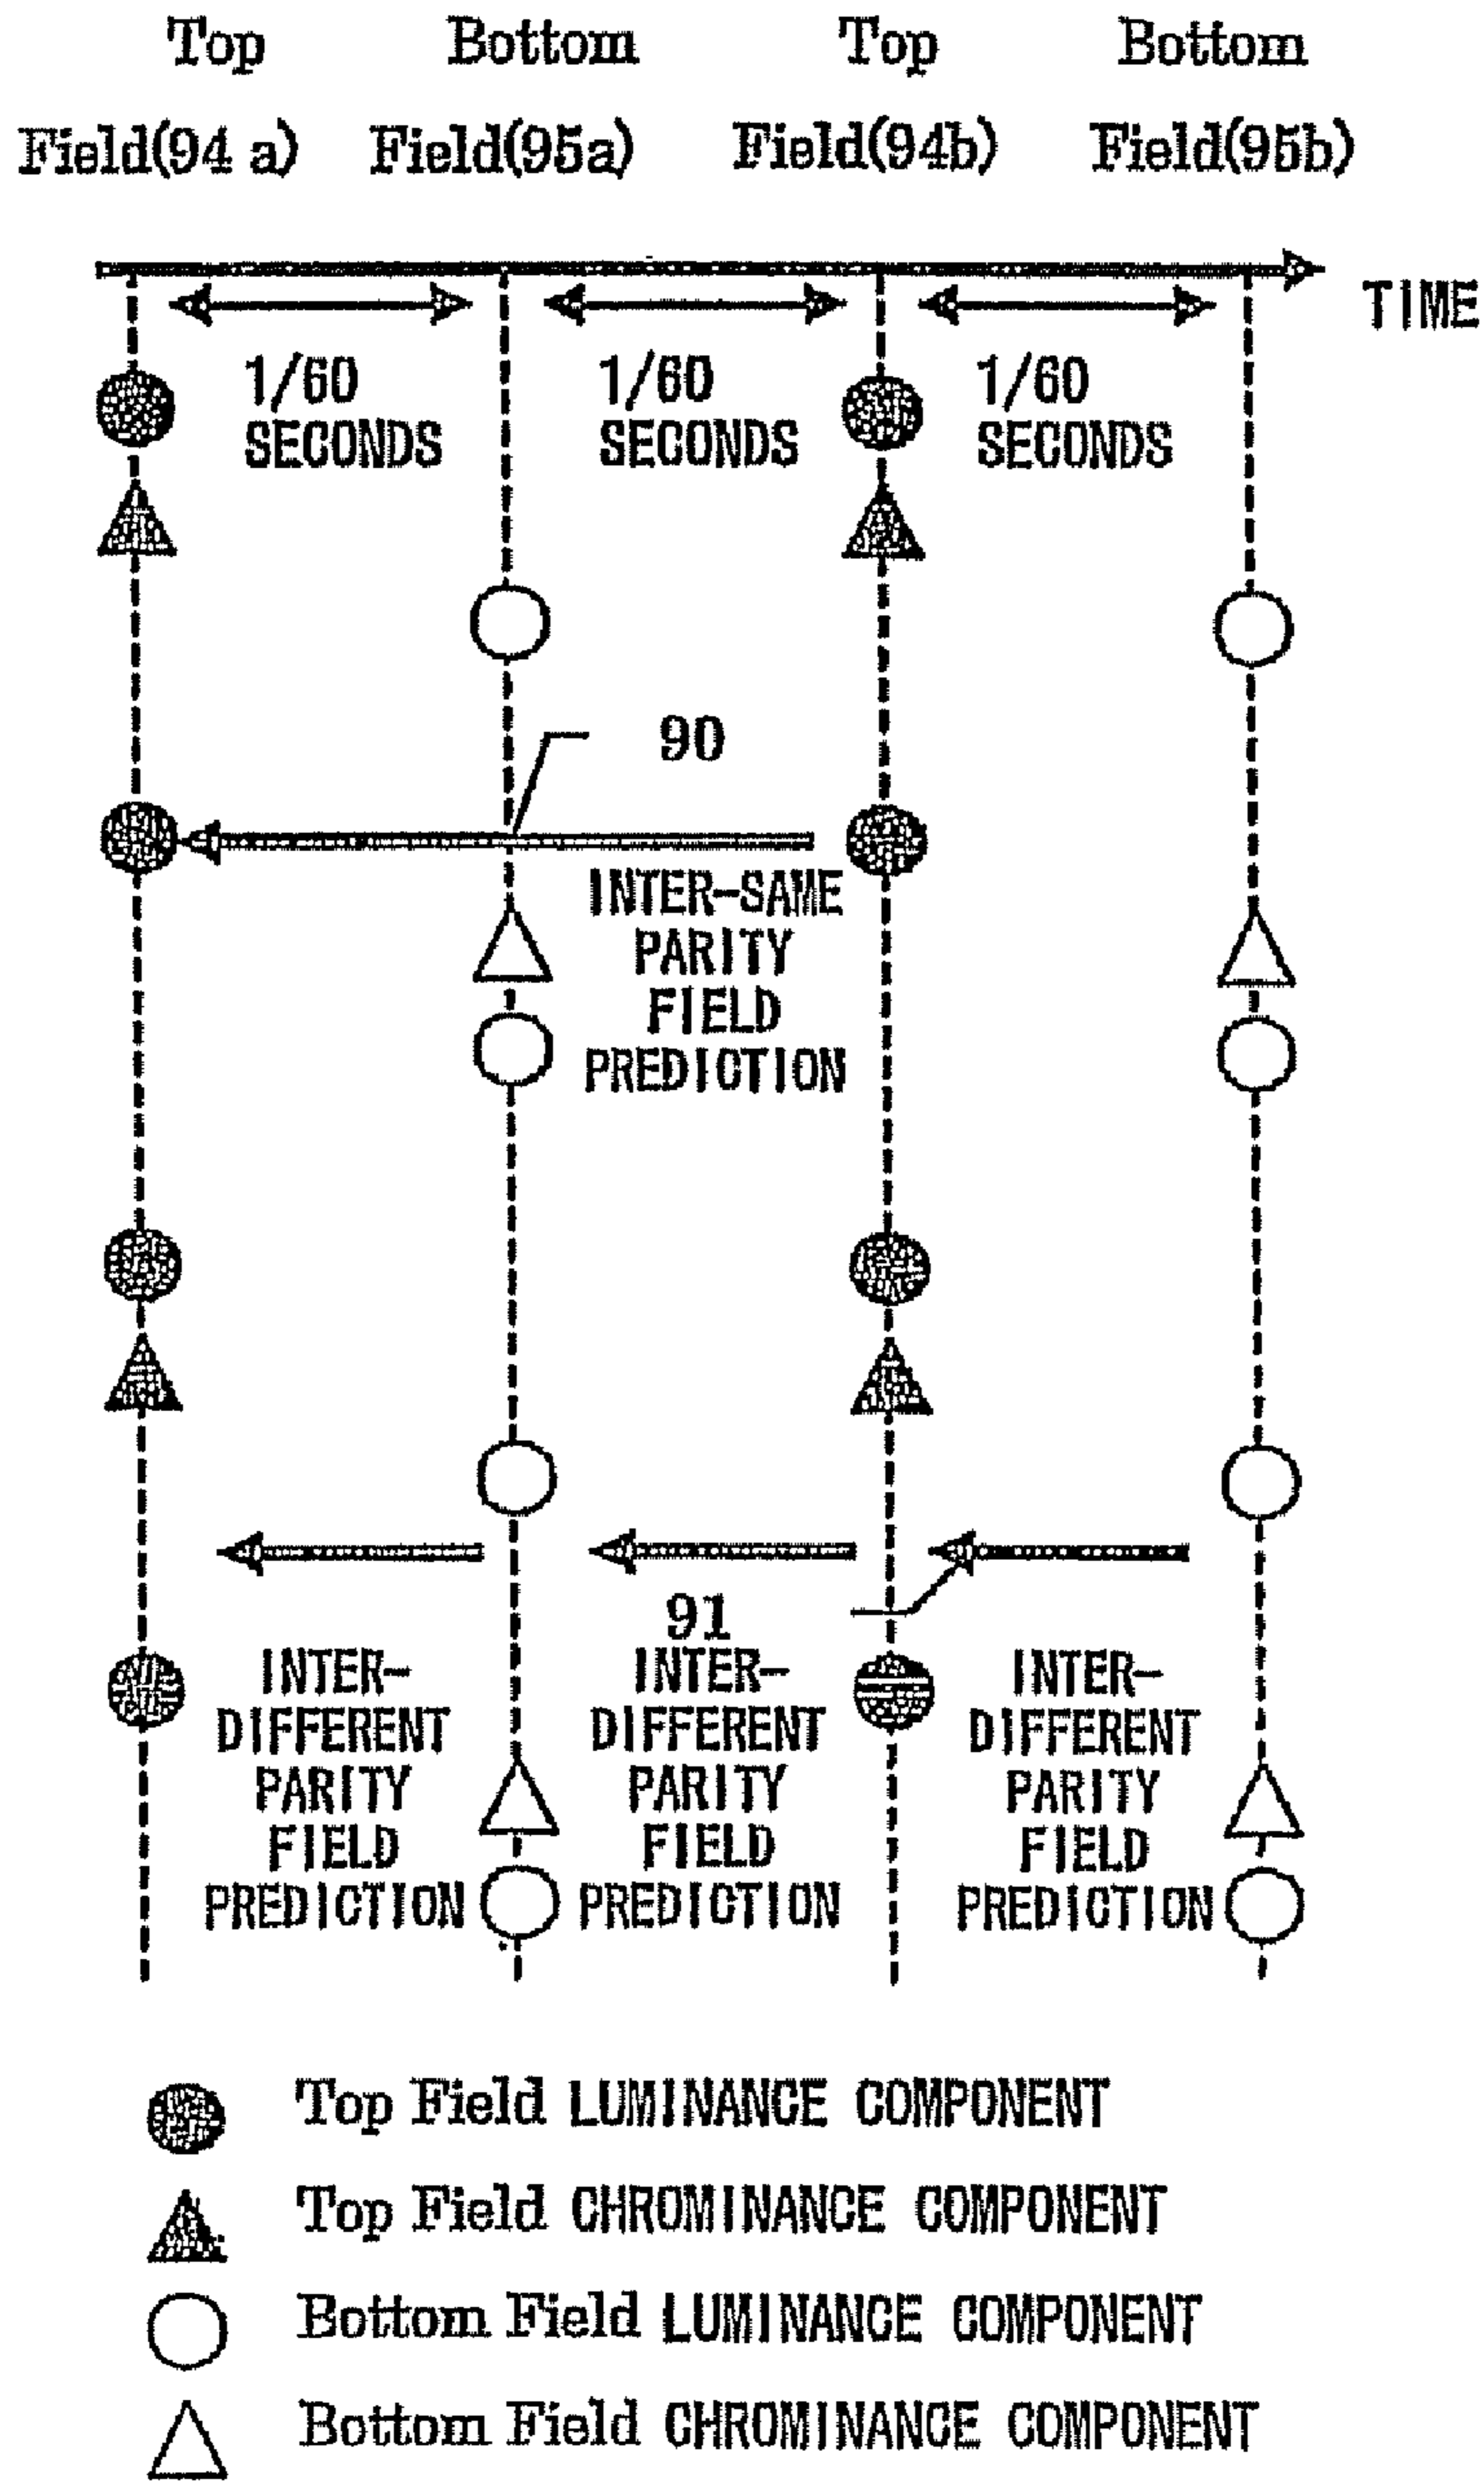 Top Bottom Top Bottom
Field(94 a) Field(95a) Field(94b) Field(95b)
TIME
1/60 1/60 1/60
SECONDS SECONDS SECONDS
90
INTER-SAME
PARITY
FIELD
PREDICTION
91
INTER- INTER- INTER-
DIFFERENT DIFFERENT DIFFERENT
PARITY PARITY PARITY
FIELD FIELD FIELD
PREDICTION PREDICTION PREDICTION
Top Field LUMINANCE COMPONENT
Top Field CHROMINANCE COMPONENT
Bottom Field LUMINANCE COMPONENT
Bottom Field CHROMINANCE COMPONENT